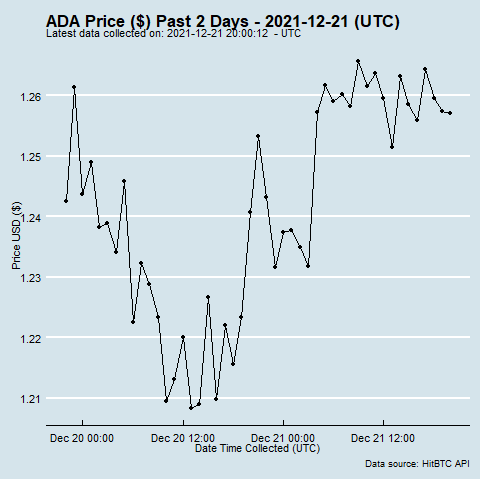 ADA Price ($) Past 2 Days - 2021-12-21 (UTC)
Latest data collected on: 2021-12-21 20:00:12 - UTC
1.26
1.25
1.24
1.23
1.22
1.21
Price USD ($)
Dec 20 00:00 Dec 20 12:00 Dec 21 00:00 Dec 21 12:00
Date Time Collected (UTC)
Data source: HitBTC API